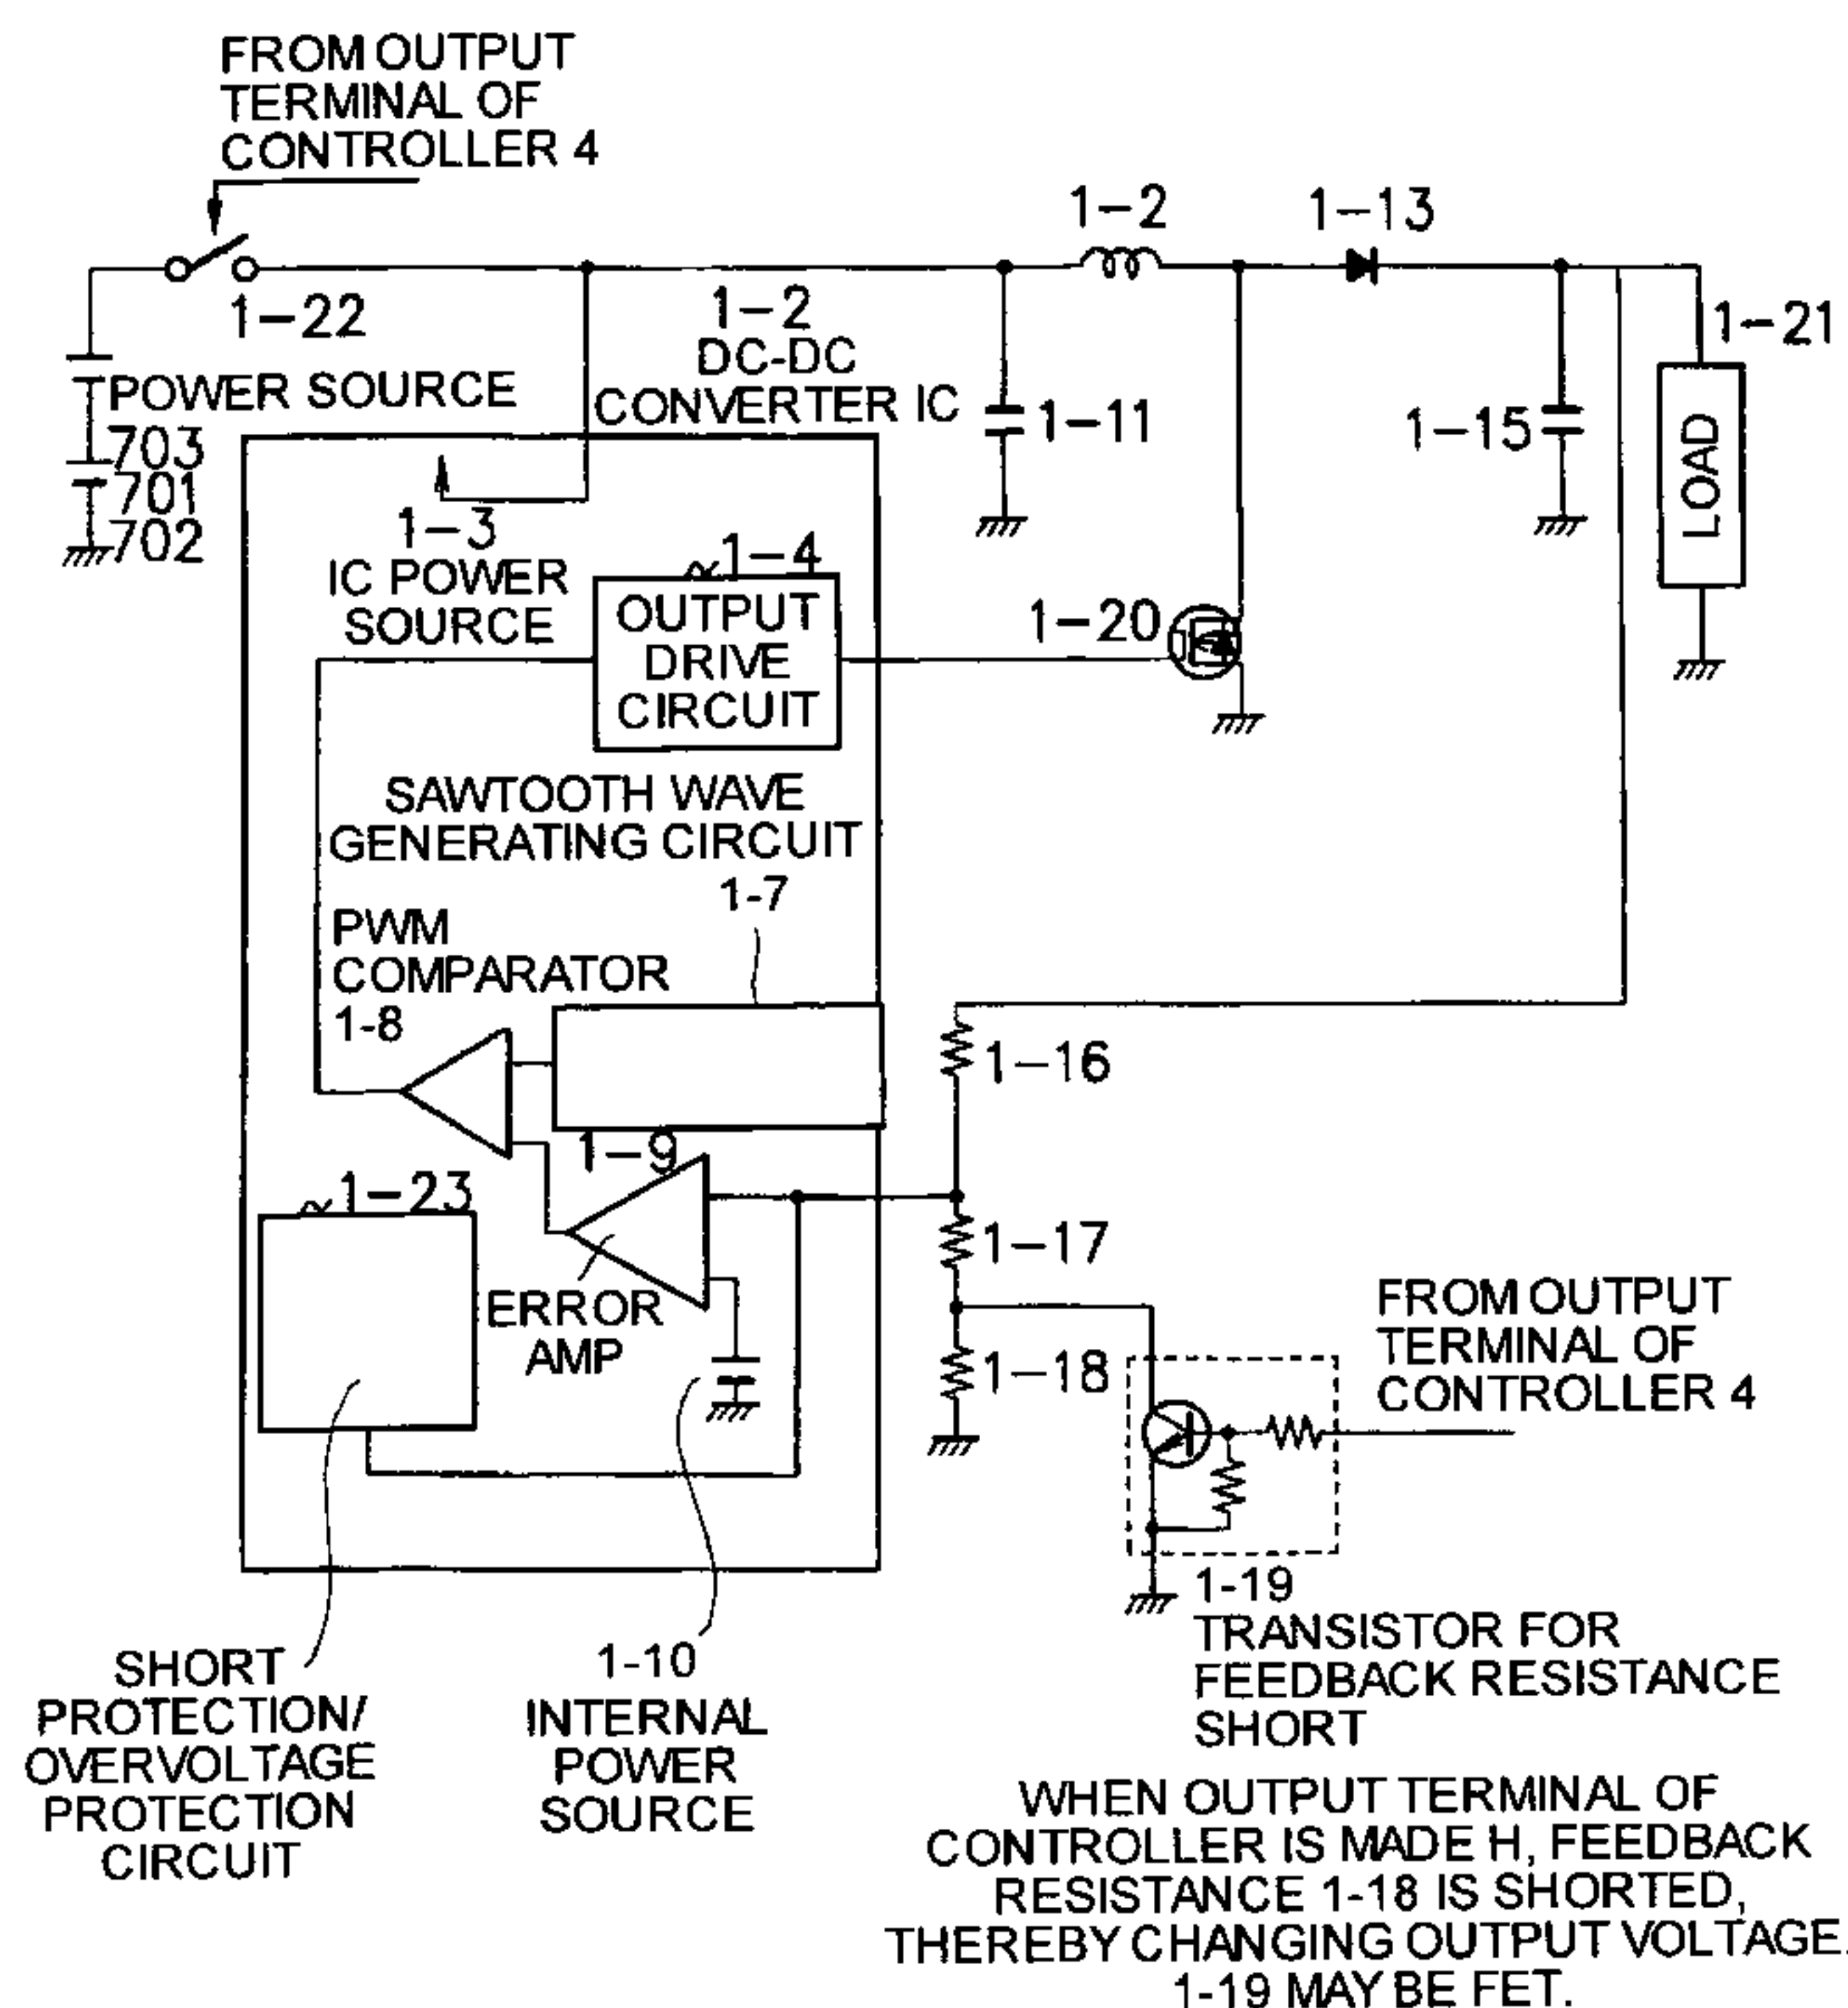 FROM OUTPUT
TERMINAL OF
CONTROLLER 4
1-2
1-13
1-22
1-2
DC-DC
CONVERTER IC
1-21
POWER SOURCE
703
701
702
1-11
1-15
LOAD
1-3
IC POWER
SOURCE
1-4
OUTPUT
DRIVE
CIRCUIT
1-20
SAWTOOTH WAVE
GENERATING CIRCUIT
1-7
PWM
COMPARATOR
1-8
1-16
1-9
1-23
1-17
ERROR
AMP
1-18
FROM OUTPUT
TERMINAL OF
CONTROLLER 4
1-19
TRANSISTOR FOR
FEEDBACK RESISTANCE
SHORT
SHORT
PROTECTION/
OVERVOLTAGE
PROTECTION
CIRCUIT
1-10
INTERNAL
POWER
SOURCE
WHEN OUTPUT TERMINAL OF
CONTROLLER IS MADE H, FEEDBACK
RESISTANCE 1-18 IS SHORTED,
THEREBY CHANGING OUTPUT VOLTAGE.
1-19 MAY BE FET.